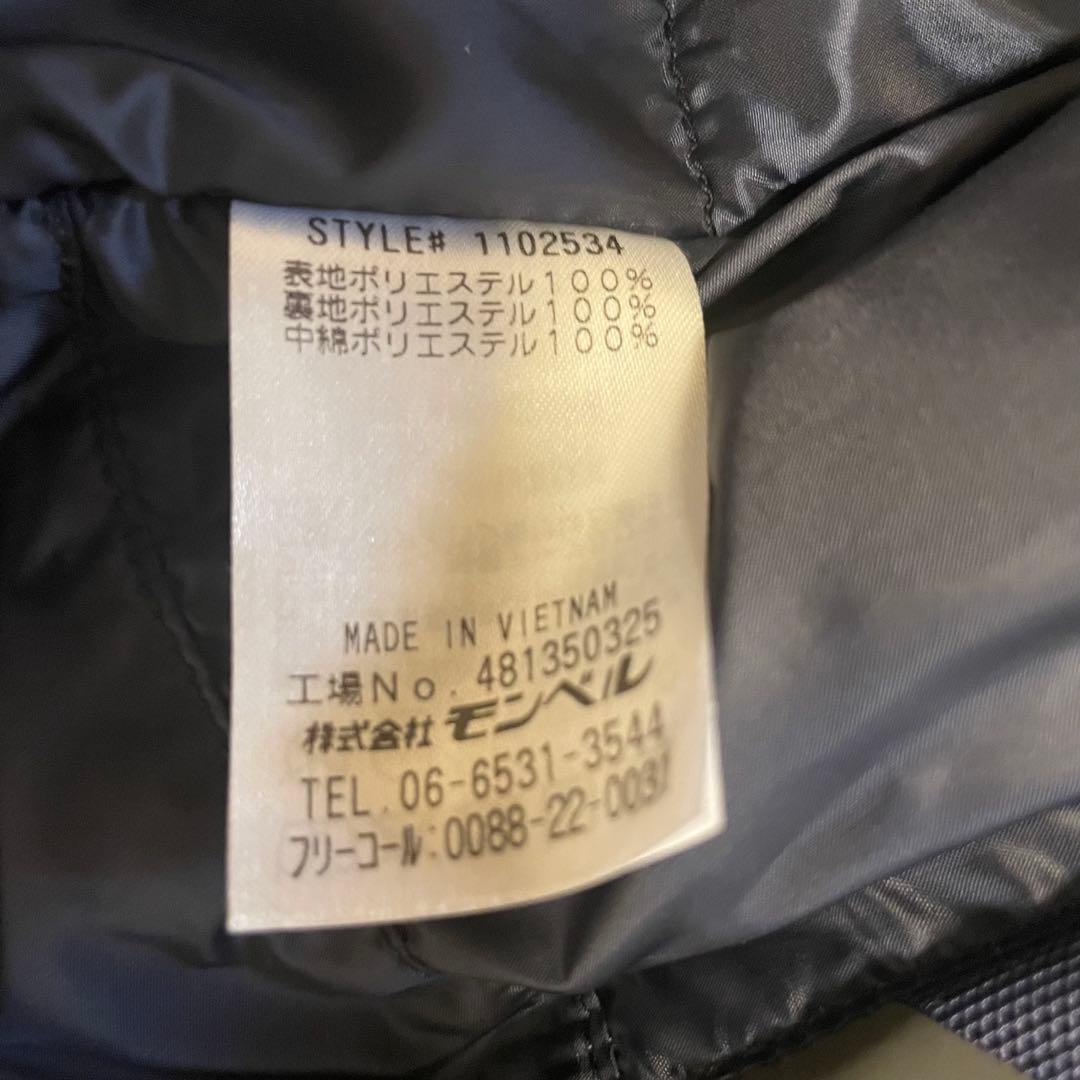 STYLE# 1102534
表地ポリエステル100%
裏地ポリエステル100%
中綿ポリエステル100%
MADE IN VIETNAM
工場No. 481350325
株式会社モンベル
TEL.06-6531-3544
フリーコール:0088-22-0031